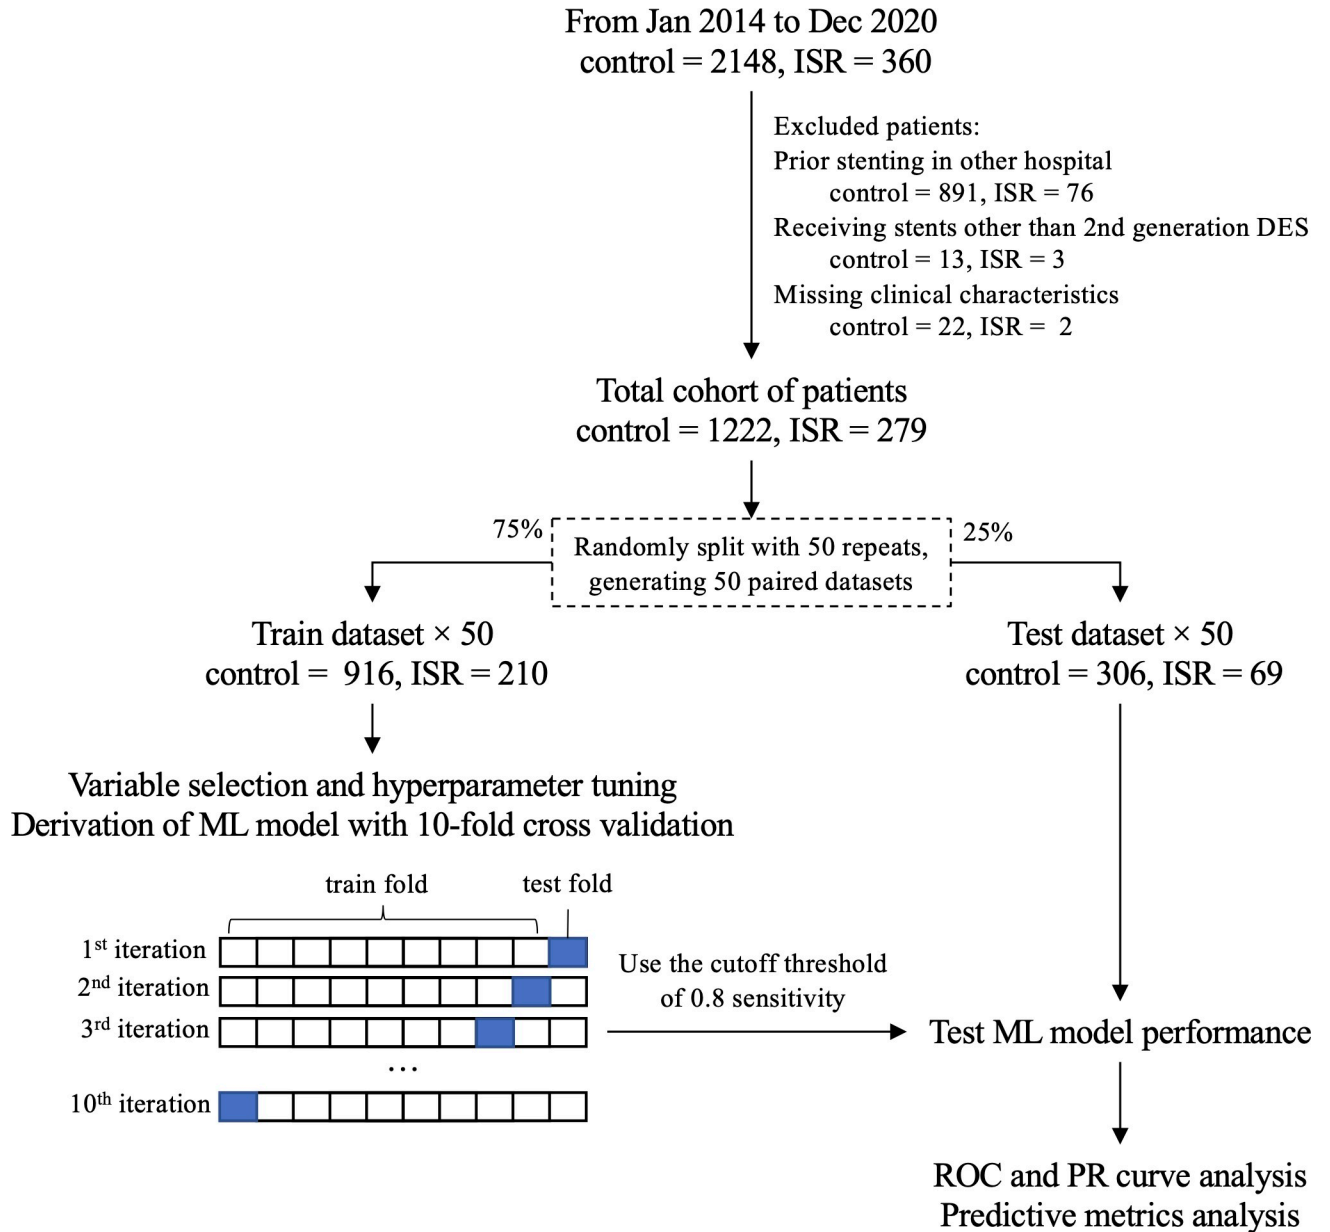 From Jan 2014 to Dec 2020
control = 2148, ISR = 360
Excluded patients:
Prior stenting in other hospital
control = 891, ISR = 76
Receiving stents other than 2nd generation DES
control = 13, ISR = 3
Missing clinical characteristics
control = 22, ISR = 2
Total cohort of patients
control = 1222, ISR = 279
75%
Randomly split with 50 repeats,
generating 50 paired datasets
25%
Train dataset × 50
control = 916, ISR = 210
Test dataset × 50
control = 306, ISR = 69
Variable selection and hyperparameter tuning
Derivation of ML model with 10-fold cross validation
train fold
test fold
1st iteration
2nd iteration
3rd iteration
...
10th iteration
Use the cutoff threshold
of 0.8 sensitivity
Test ML model performance
ROC and PR curve analysis
Predictive metrics analysis